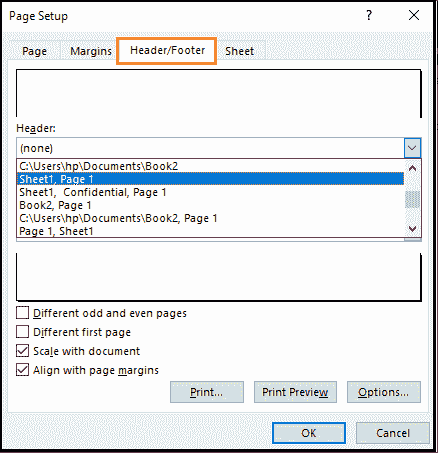 Page Setup ? ×
Page Margins Header/Footer Sheet
Header:
(none)
C:\Users\hp\Documents\Book2
Sheet1, Page 1
Sheet1,  Confidential, Page 1
Book2, Page 1
C:\Users\hp\Documents\Book2, Page 1
Page 1, Sheet1
Different odd and even pages
Different first page
Scale with document
Align with page margins
Print... Print Preview Options...
OK Cancel